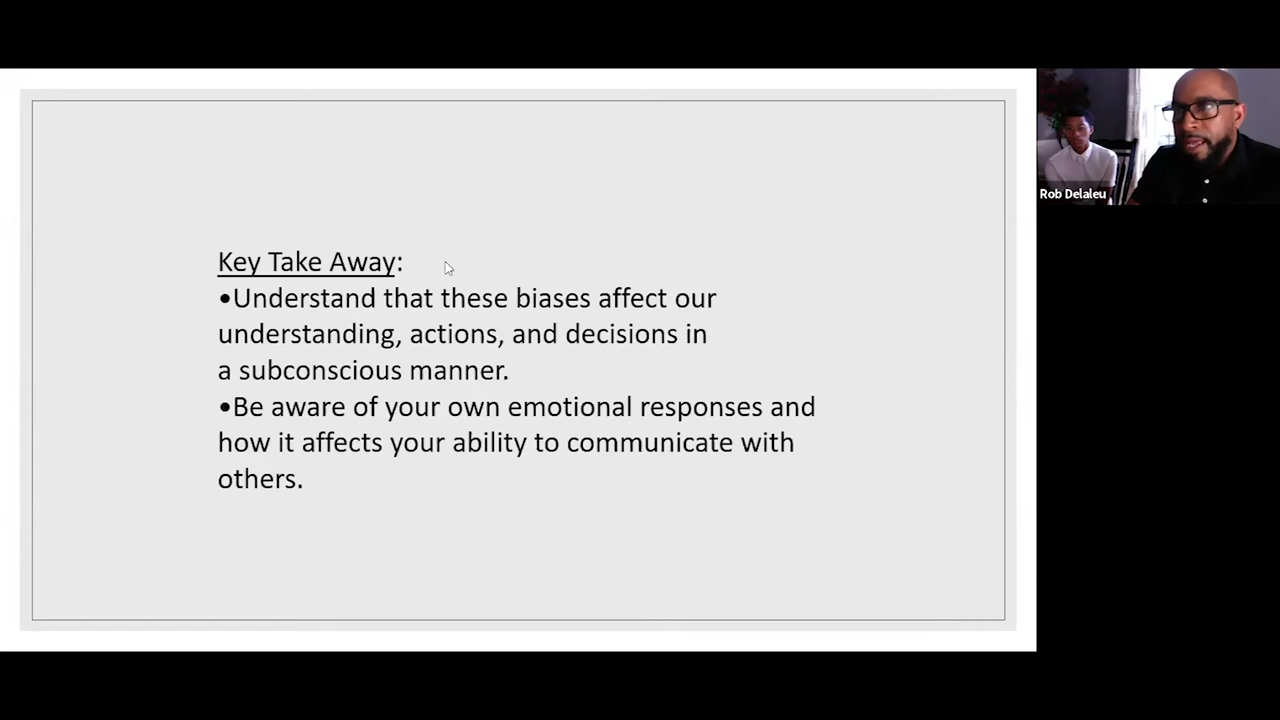 Key Take Away:
•Understand that these biases affect our
understanding, actions, and decisions in
a subconscious manner.
•Be aware of your own emotional responses and
how it affects your ability to communicate with
others.
Rob Delaleu